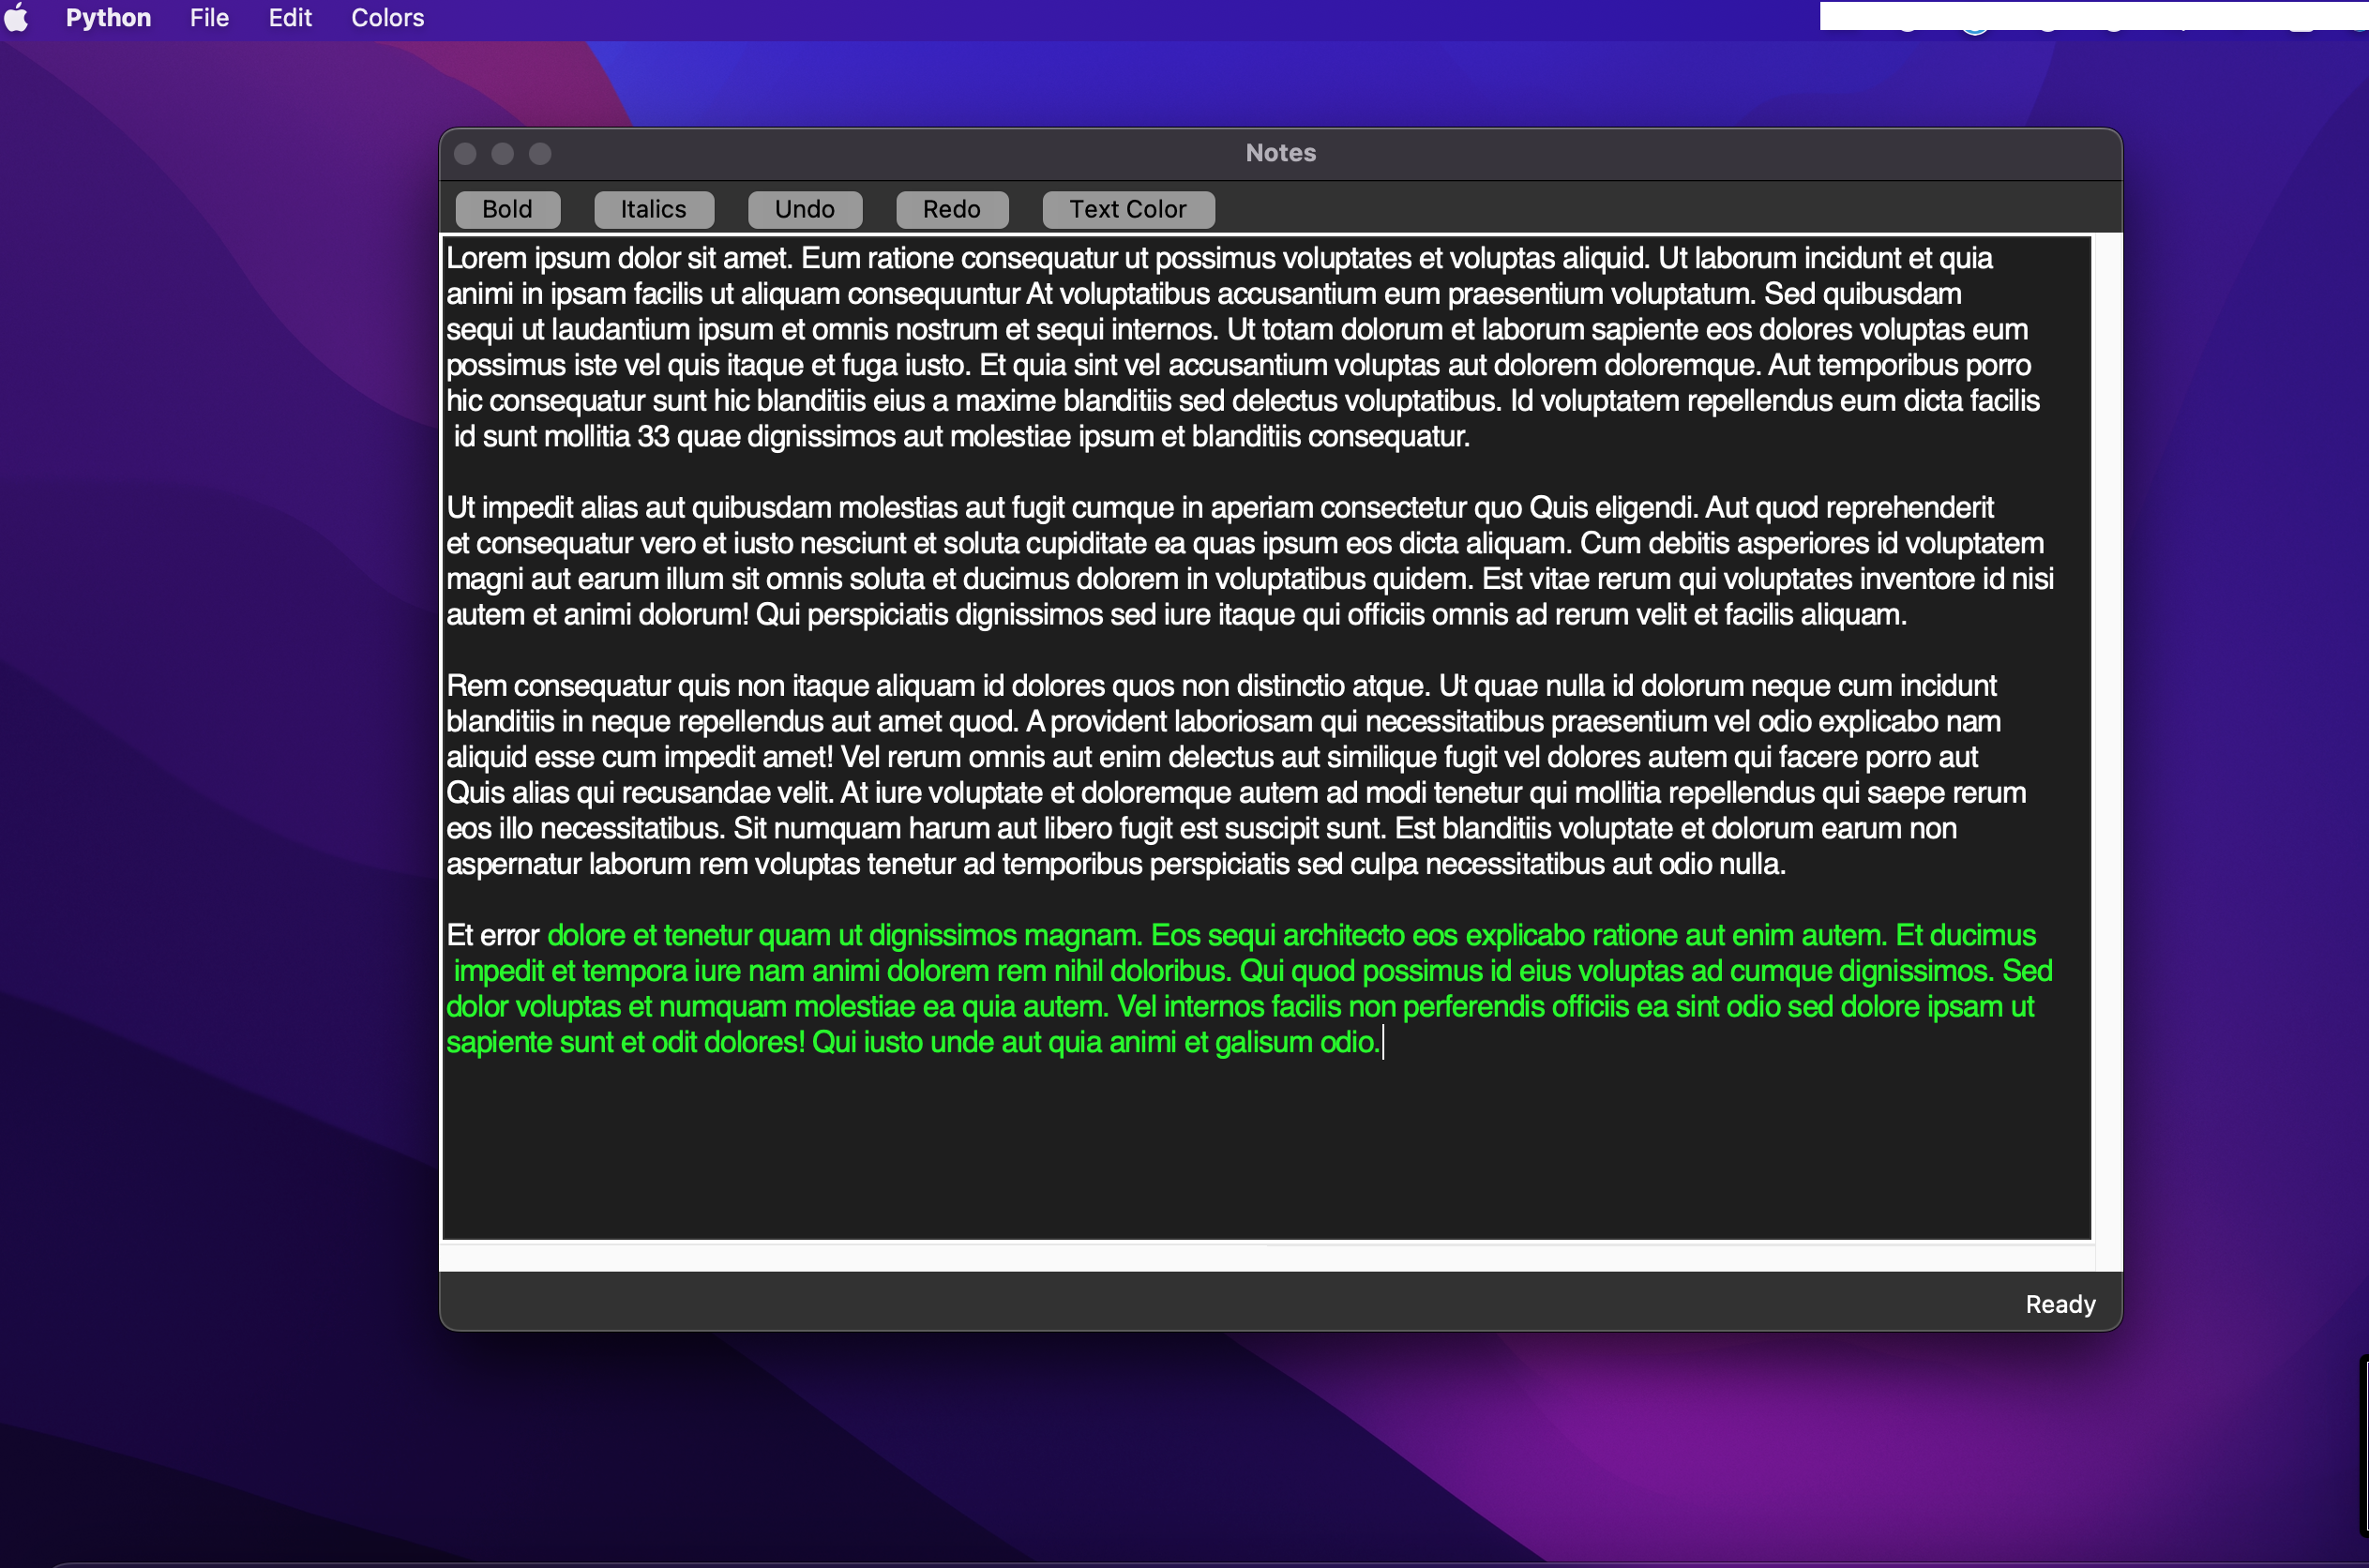 Python File Edit Colors
Notes
Bold Italics Undo Redo Text Color
Lorem ipsum dolor sit amet. Eum ratione consequatur ut possimus voluptates et voluptas aliquid. Ut laborum incidunt et quia
animi in ipsam facilis ut aliquam consequuntur At voluptatibus accusantium eum praesentium voluptatum. Sed quibusdam
sequi ut laudantium ipsum et omnis nostrum et sequi internos. Ut totam dolorum et laborum sapiente eos dolores voluptas eum
possimus iste vel quis itaque et fuga iusto. Et quia sint vel accusantium voluptas aut dolorem doloremque. Aut temporibus porro
hic consequatur sunt hic blanditiis eius a maxime blanditiis sed delectus voluptatibus. Id voluptatem repellendus eum dicta facilis
id sunt mollitia 33 quae dignissimos aut molestiae ipsum et blanditiis consequatur.
Ut impedit alias aut quibusdam molestias aut fugit cumque in aperiam consectetur quo Quis eligendi. Aut quod reprehenderit
et consequatur vero et iusto nesciunt et soluta cupiditate ea quas ipsum eos dicta aliquam. Cum debitis asperiores id voluptatem
magni aut earum illum sit omnis soluta et ducimus dolorem in voluptatibus quidem. Est vitae rerum qui voluptates inventore id nisi
autem et animi dolorum! Qui perspiciatis dignissimos sed iure itaque qui officiis omnis ad rerum velit et facilis aliquam.
Rem consequatur quis non itaque aliquam id dolores quos non distinctio atque. Ut quae nulla id dolorum neque cum incidunt
blanditiis in neque repellendus aut amet quod. A provident laboriosam qui necessitatibus praesentium vel odio explicabo nam
aliquid esse cum impedit amet! Vel rerum omnis aut enim delectus aut similique fugit vel dolores autem qui facere porro aut
Quis alias qui recusandae velit. At iure voluptate et doloremque autem ad modi tenetur qui mollitia repellendus qui saepe rerum
eos illo necessitatibus. Sit numquam harum aut libero fugit est suscipit sunt. Est blanditiis voluptate et dolorum earum non
aspernatur laborum rem voluptas tenetur ad temporibus perspiciatis sed culpa necessitatibus aut odio nulla.
Et error dolore et tenetur quam ut dignissimos magnam. Eos sequi architecto eos explicabo ratione aut enim autem. Et ducimus
impedit et tempora iure nam animi dolorem rem nihil doloribus. Qui quod possimus id eius voluptas ad cumque dignissimos. Sed
dolor voluptas et numquam molestiae ea quia autem. Vel internos facilis non perferendis officiis ea sint odio sed dolore ipsam ut
sapiente sunt et odit dolores! Qui iusto unde aut quia animi et galisum odio.
Ready